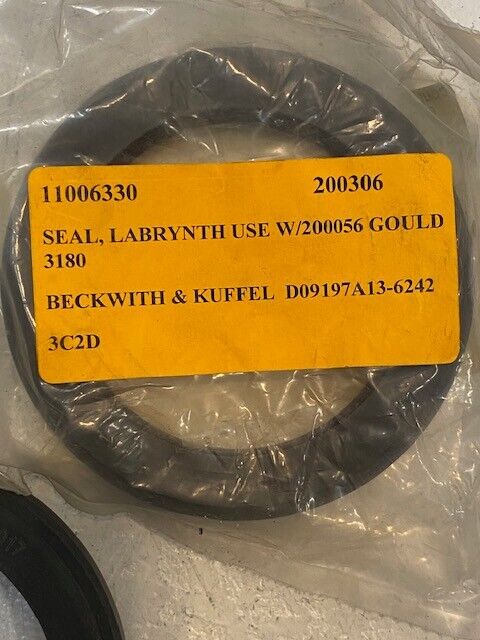 11006330 200306
SEAL, LABRYNTH USE W/200056 GOULD
3180
BECKWITH & KUFFEL D09197A13-6242
3C2D